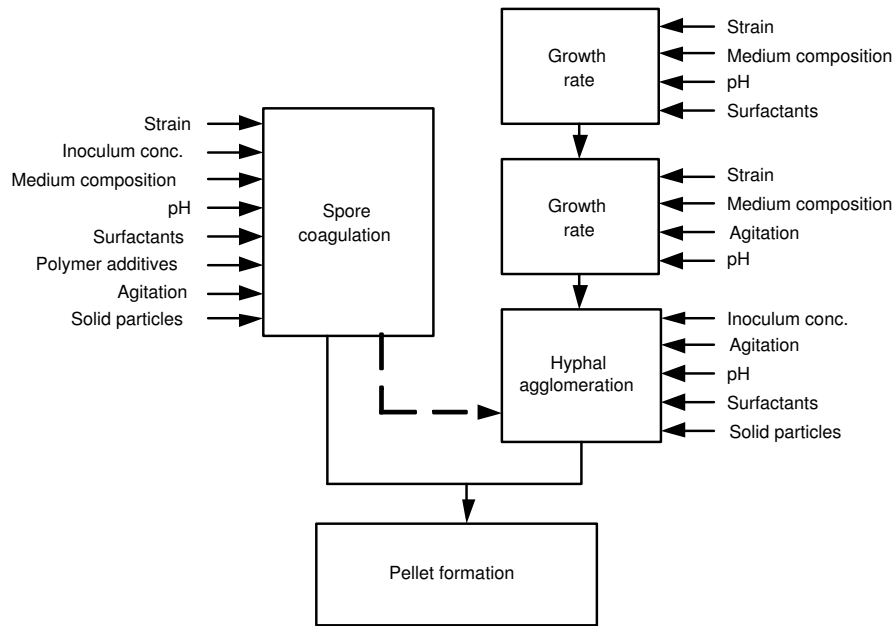 Strain
Inoculum conc.
Medium composition
pH
Surfactants
Polymer additives
Agitation
Solid particles
Spore
coagulation
Growth
rate
Strain
Medium composition
pH
Surfactants
Growth
rate
Strain
Medium composition
Agitation
pH
Hyphal
agglomeration
Inoculum conc.
Agitation
pH
Surfactants
Solid particles
Pellet formation